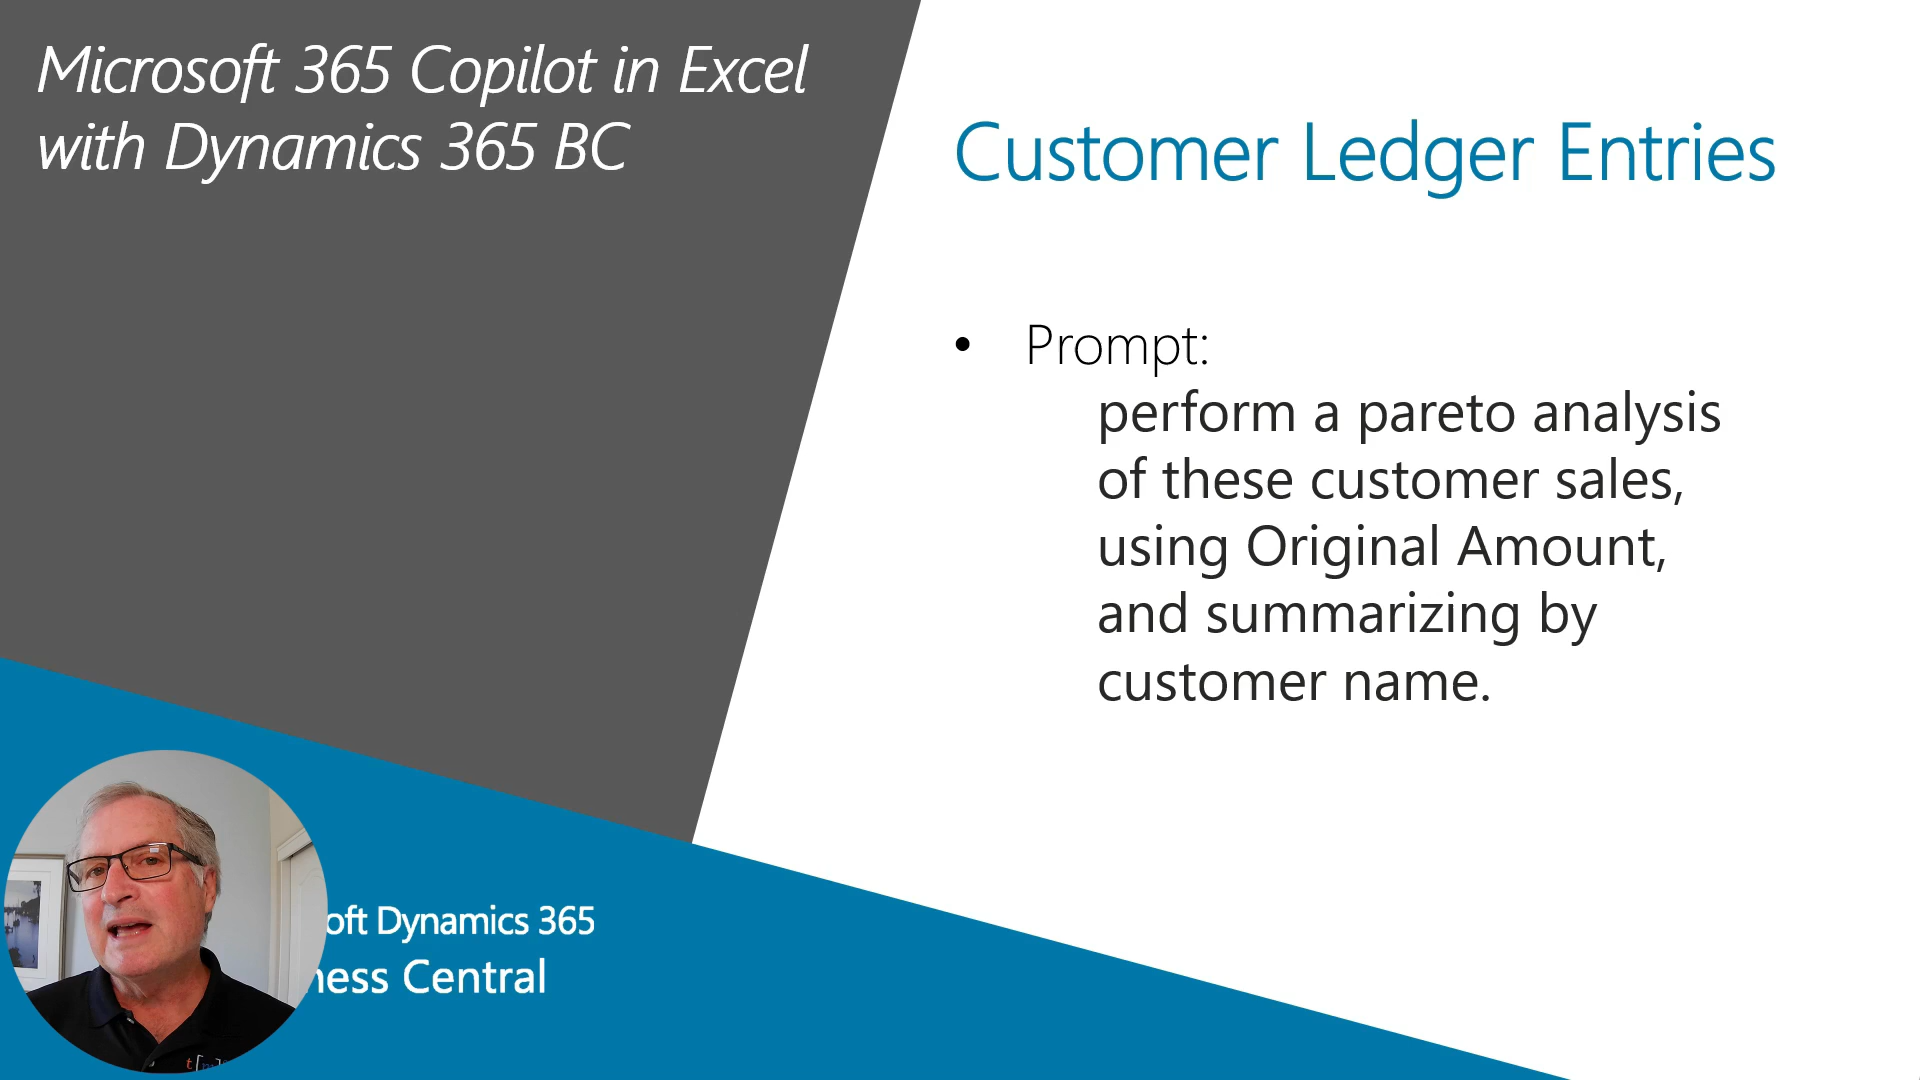 Microsoft 365 Copilot in Excel
with Dynamics 365 BC
Customer Ledger Entries
• Prompt:
perform a pareto analysis
of these customer sales,
using Original Amount,
and summarizing by
customer name.
oft Dynamics 365
ness Central